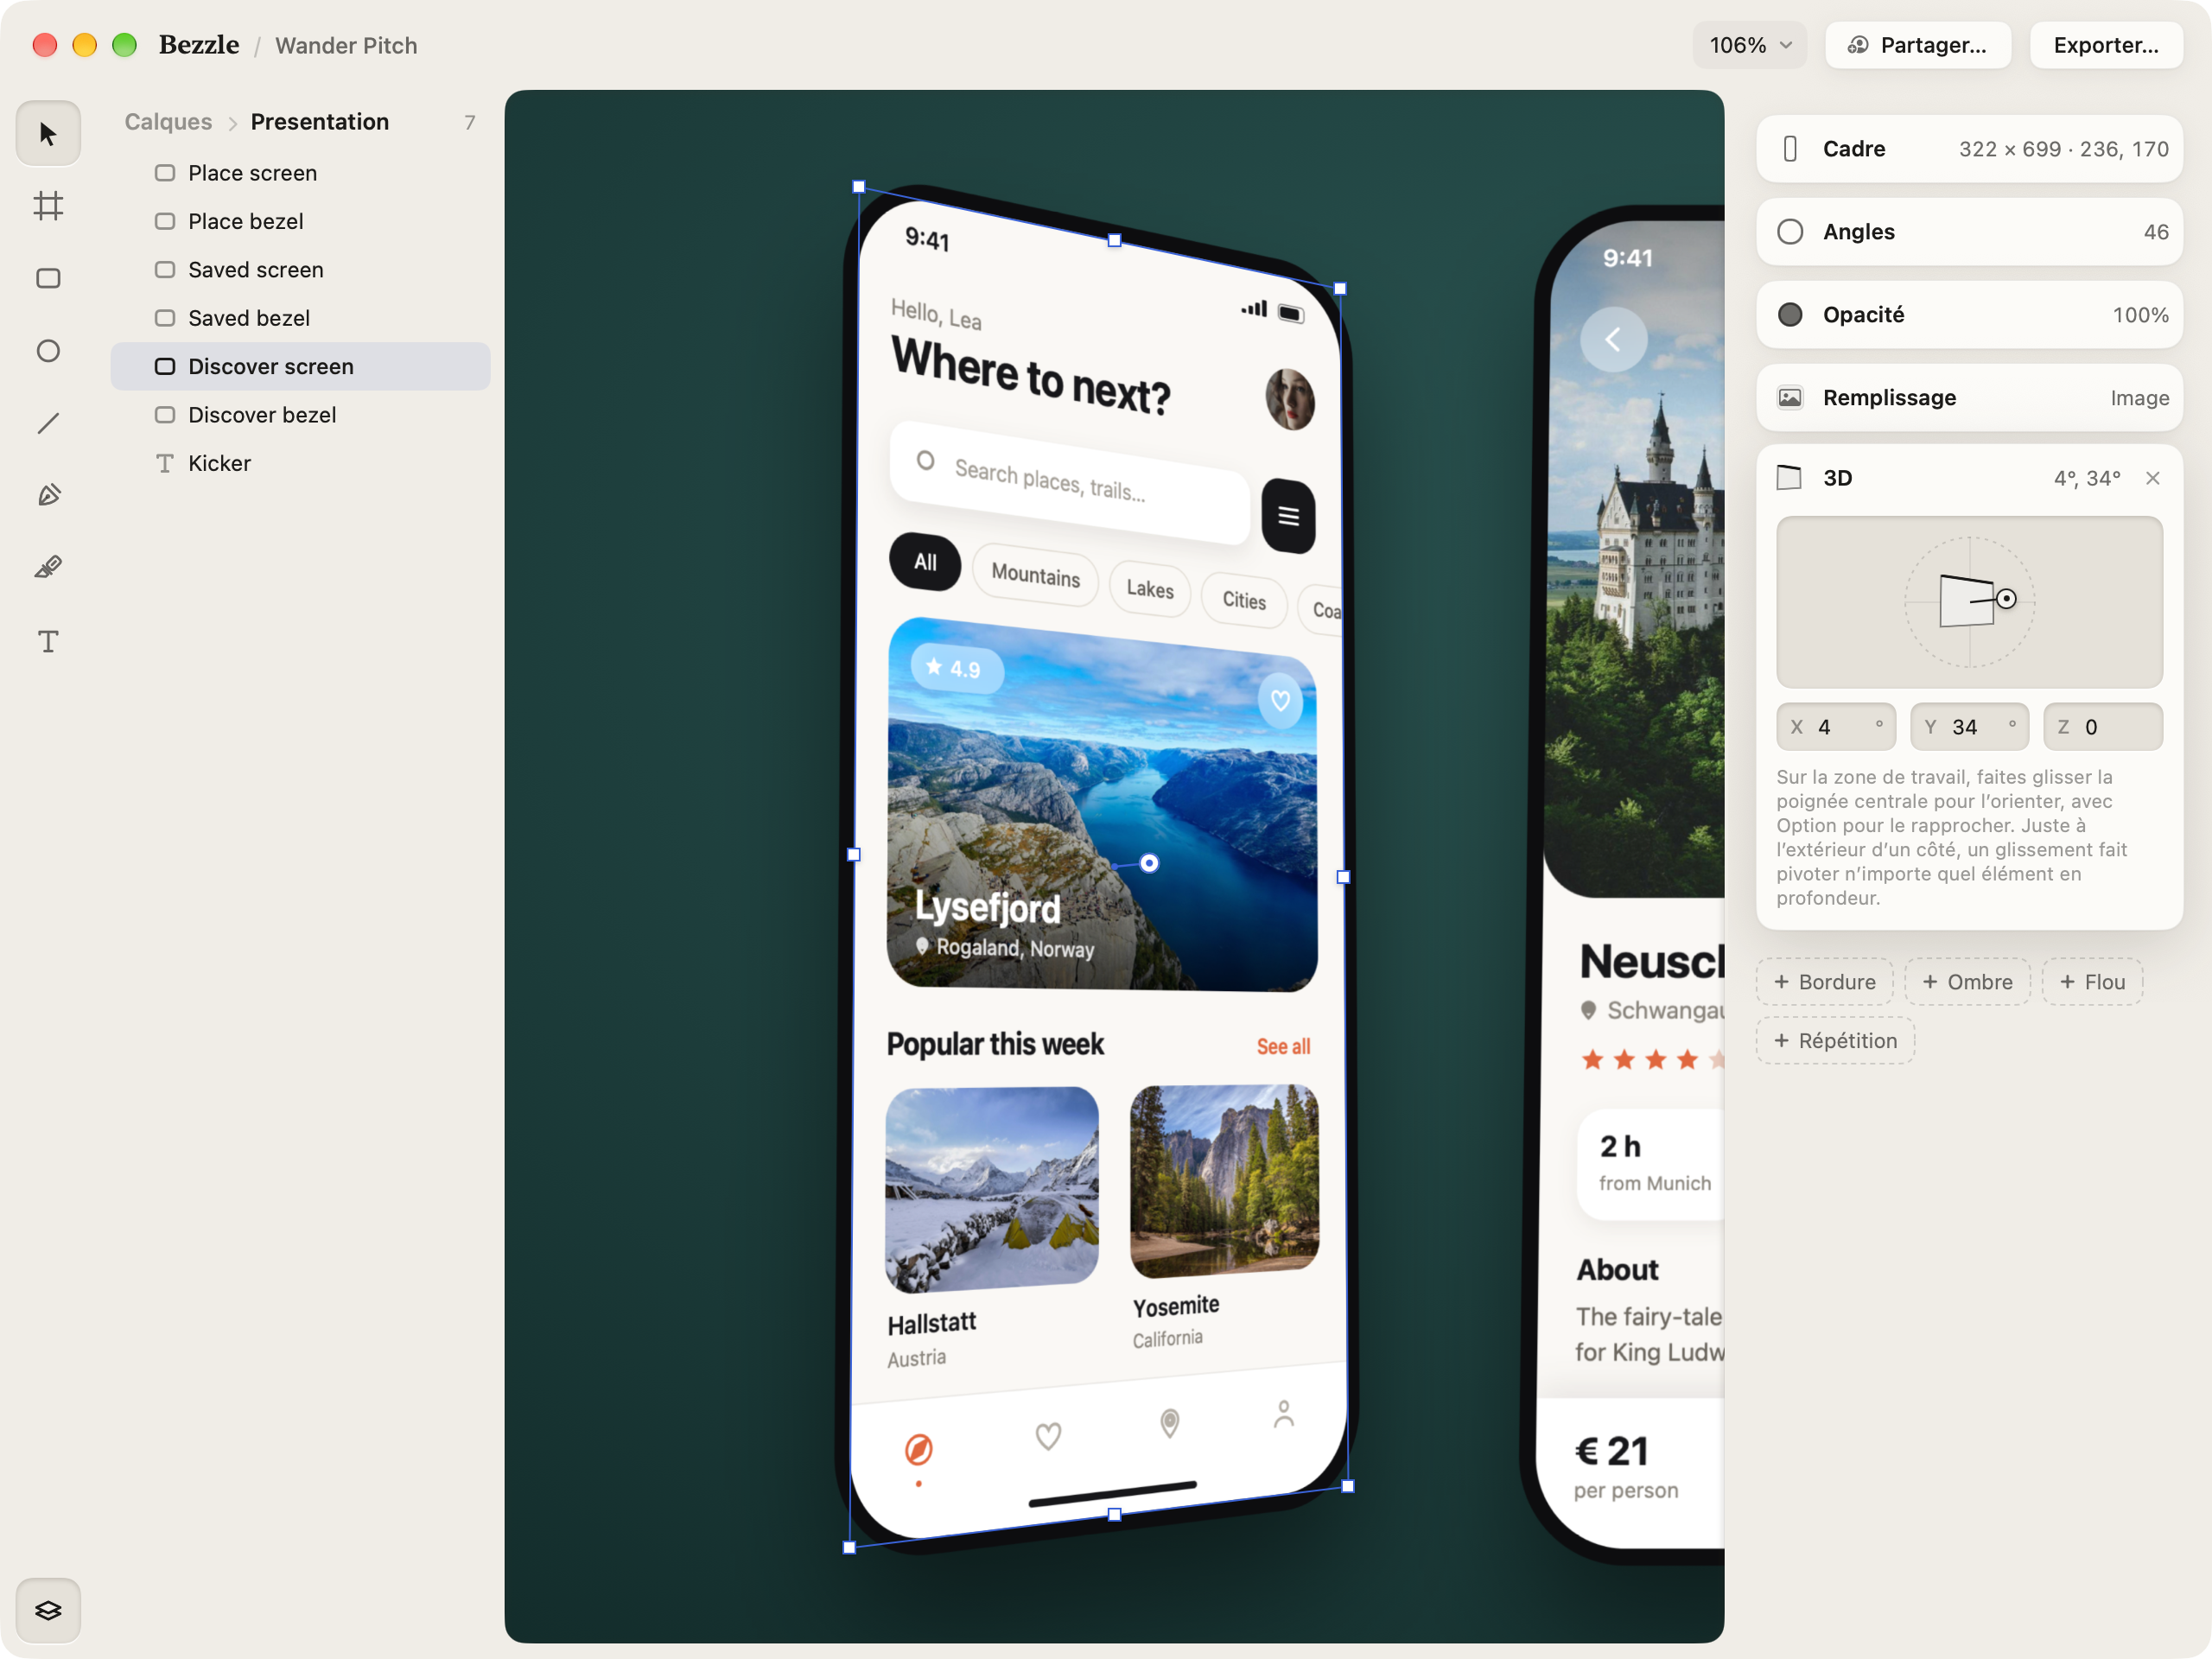 Bezzle / Wander Pitch
106%
Partager...
Exporter...
Calques > Presentation 7
Place screen
Place bezel
Saved screen
Saved bezel
Discover screen
Discover bezel
Kicker
9:41
Hello, Lea
Where to next?
Search places, trails...
All
Mountains
Lakes
Cities
Coa
4.9
Lysefjord
Rogaland, Norway
Popular this week
See all
Hallstatt
Austria
Yosemite
California
9:41
Neusch
Schwangau
2 h
from Munich
About
The fairy-tale
for King Ludw
€ 21
per person
Cadre 322 × 699 · 236, 170
Angles 46
Opacité 100%
Remplissage Image
3D 4°, 34°
X 4 °
Y 34 °
Z 0
Sur la zone de travail, faites glisser la
poignée centrale pour l’orienter, avec
Option pour le rapprocher. Juste à
l’extérieur d’un côté, un glissement fait
pivoter n’importe quel élément en
profondeur.
+ Bordure
+ Ombre
+ Flou
+ Répétition